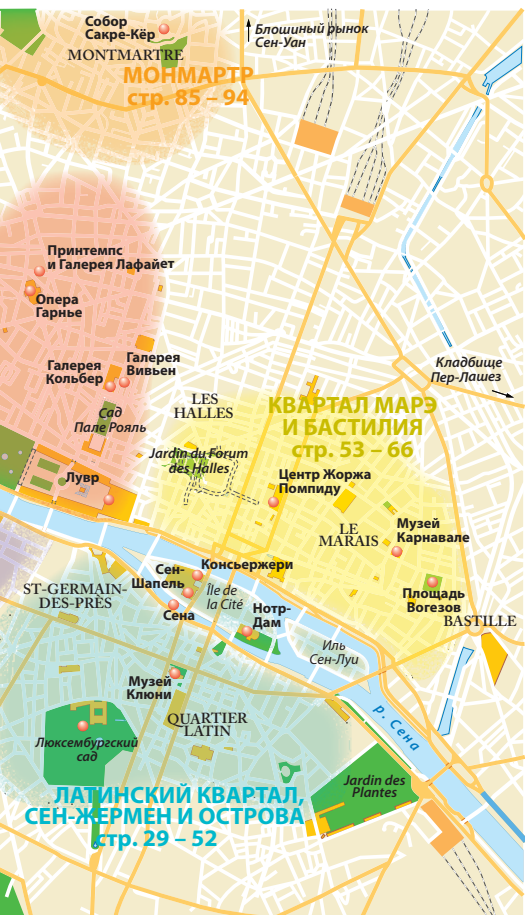 Собор
Сакре-Кёр
MONTMARTRE
МОНМАРТР
стр. 85 – 94
Блошиный рынок
Сен-Уан
Принтемпс
и Галерея Лафайет
Опера
Гарнье
Галерея
Кольбер
Галерея
Вивьен
Сад
Пале Рояль
LES
HALLES
Кладбище
Пер-Лашез
КВАРТАЛ МАРЭ
И БАСТИЛИЯ
стр. 53 – 66
Jardin du Forum
des Halles
Лувр
Центр Жоржа
Помпиду
LE
MARAIS
Музей
Карнавале
Консьержери
Сен-
Шапель
Île de
la Cité
ST-GERMAIN-
DES-PRÈS
Сена
Нотр-
Дам
Площадь
Вогезов
BASTILLE
Иль
Сен-Луи
Музей
Клюни
QUARTIER
LATIN
р. Сена
Люксембургский
сад
Jardin des
Plantes
ЛАТИНСКИЙ КВАРТАЛ,
СЕН-ЖЕРМЕН И ОСТРОВА
стр. 29 – 52